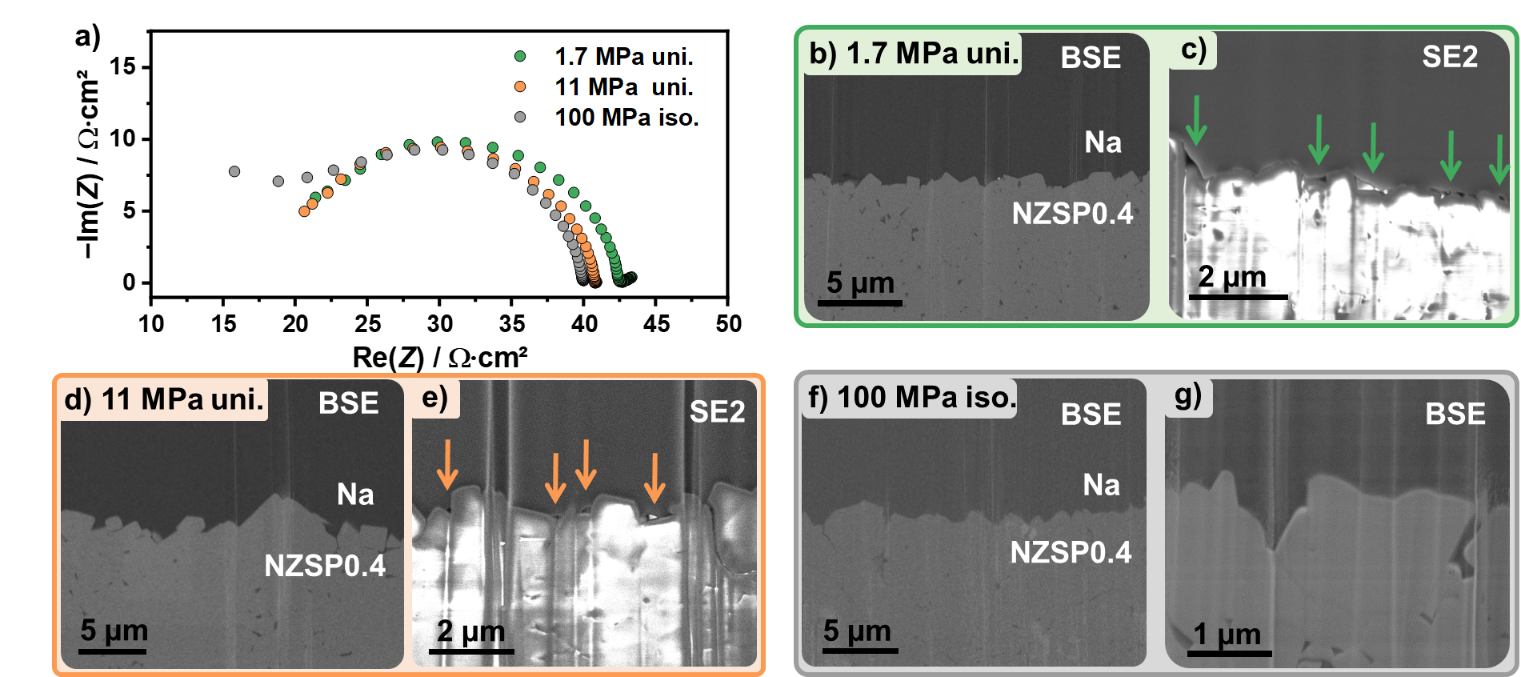 a)
1.7 MPa uni.
11 MPa  uni.
100 MPa iso.
15
10
5
0
−Im(Z) / Ω·cm²
10 15 20 25 30 35 40 45 50
Re(Z) / Ω·cm²
b) 1.7 MPa uni.
BSE
Na
NZSP0.4
5 µm
c)
SE2
2 µm
d) 11 MPa uni.
BSE
Na
NZSP0.4
5 µm
e)
SE2
2 µm
f) 100 MPa iso.
BSE
Na
NZSP0.4
5 µm
g)
BSE
1 µm